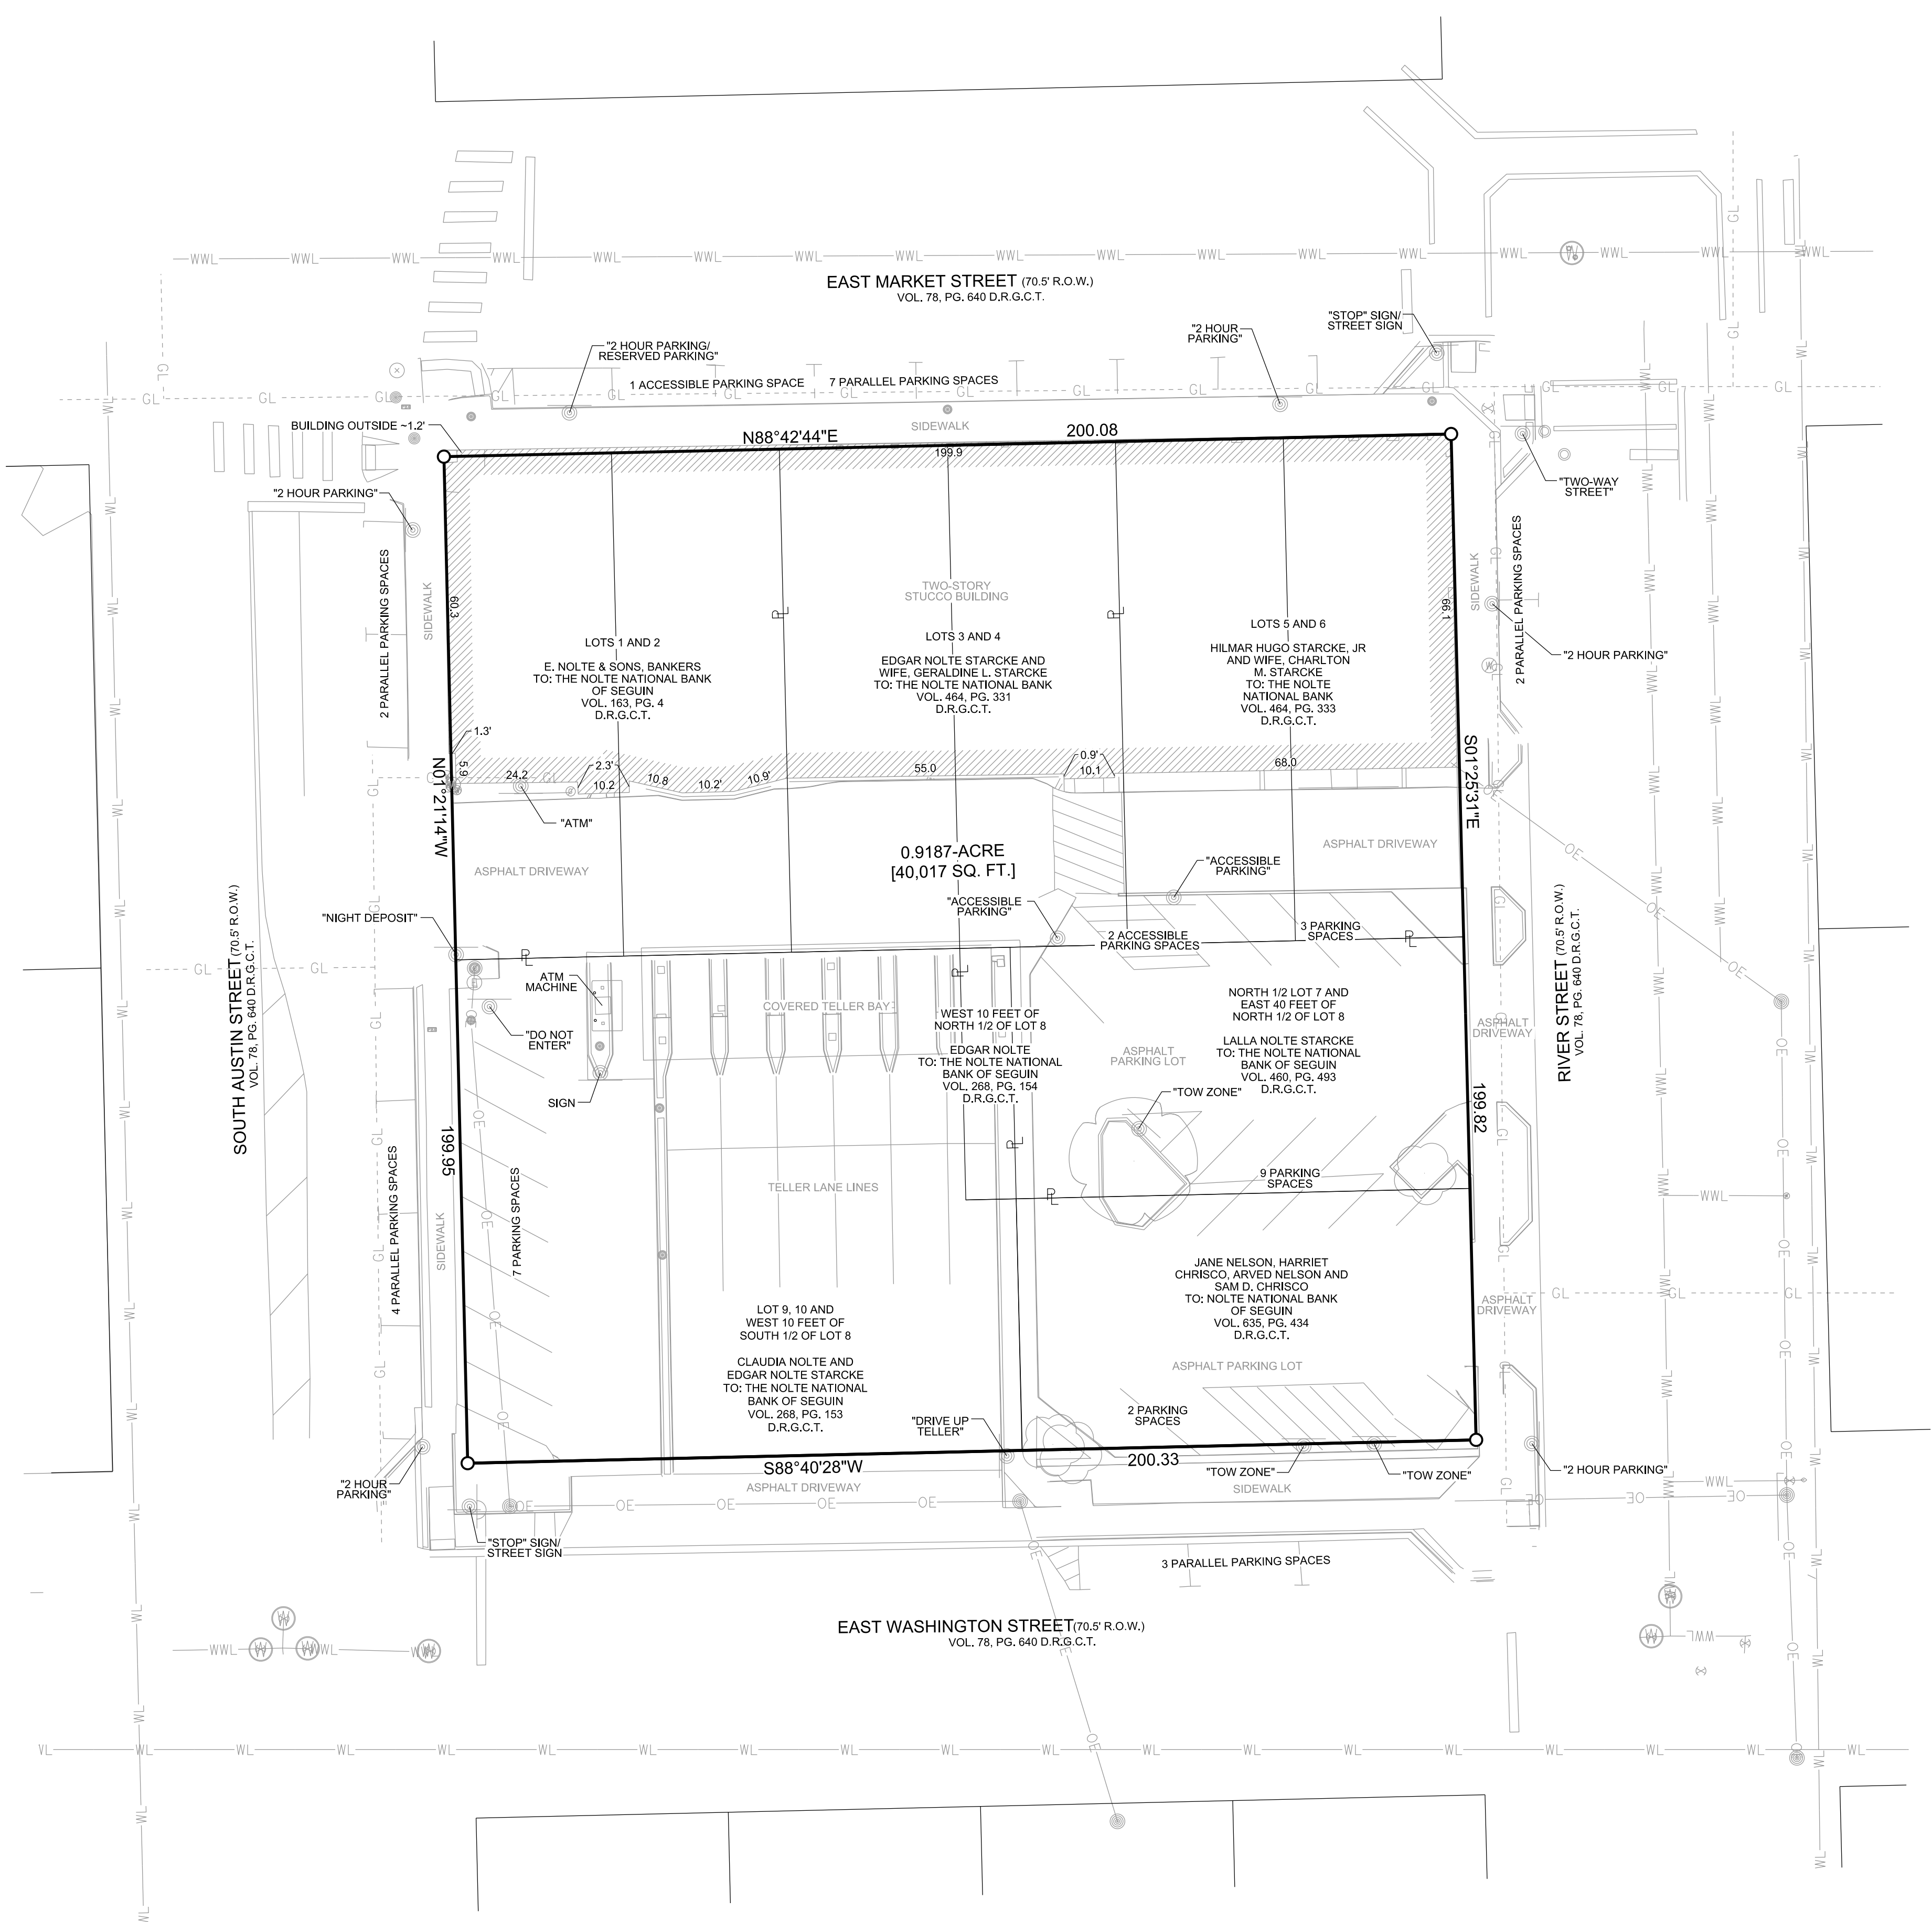 EAST MARKET STREET (70.5' R.O.W.)
VOL. 78, PG. 640 D.R.G.C.T.
"STOP" SIGN/
STREET SIGN
"2 HOUR
PARKING"
"2 HOUR PARKING/
RESERVED PARKING"
1 ACCESSIBLE PARKING SPACE
7 PARALLEL PARKING SPACES
BUILDING OUTSIDE ~1.2'
SIDEWALK
N88°42'44"E
200.08
199.9
"2 HOUR PARKING"
"TWO-WAY
STREET"
2 PARALLEL PARKING SPACES
SIDEWALK
60.3
TWO-STORY
STUCCO BUILDING
66.1
SIDEWALK
2 PARALLEL PARKING SPACES
"2 HOUR PARKING"
LOTS 1 AND 2
E. NOLTE & SONS, BANKERS
TO: THE NOLTE NATIONAL BANK
OF SEGUIN
VOL. 163, PG. 4
D.R.G.C.T.
LOTS 3 AND 4
EDGAR NOLTE STARCKE AND
WIFE, GERALDINE L. STARCKE
TO: THE NOLTE NATIONAL BANK
VOL. 464, PG. 331
D.R.G.C.T.
LOTS 5 AND 6
HILMAR HUGO STARCKE, JR
AND WIFE, CHARLTON
M. STARCKE
TO: THE NOLTE
NATIONAL BANK
VOL. 464, PG. 333
D.R.G.C.T.
1.3'
5.9
24.2
2.3'
10.2
10.8
10.2'
10.9'
55.0
0.9'
10.1
68.0
N01°21'14"W
S01°25'31"E
"ATM"
ASPHALT DRIVEWAY
0.9187-ACRE
[40,017 SQ. FT.]
ASPHALT DRIVEWAY
"ACCESSIBLE
PARKING"
"ACCESSIBLE
PARKING"
"NIGHT DEPOSIT"
2 ACCESSIBLE
PARKING SPACES
3 PARKING
SPACES
SOUTH AUSTIN STREET (70.5' R.O.W.)
VOL. 78, PG. 640 D.R.G.C.T.
RIVER STREET (70.5' R.O.W.)
VOL. 78, PG. 640 D.R.G.C.T.
ATM
MACHINE
COVERED TELLER BAY
"DO NOT
ENTER"
SIGN
WEST 10 FEET OF
NORTH 1/2 OF LOT 8
EDGAR NOLTE
TO: THE NOLTE NATIONAL
BANK OF SEGUIN
VOL. 268, PG. 154
D.R.G.C.T.
ASPHALT
PARKING LOT
NORTH 1/2 LOT 7 AND
EAST 40 FEET OF
NORTH 1/2 OF LOT 8
LALLA NOLTE STARCKE
TO: THE NOLTE NATIONAL
BANK OF SEGUIN
VOL. 460, PG. 493
D.R.G.C.T.
ASPHALT
DRIVEWAY
"TOW ZONE"
199.95
199.82
4 PARALLEL PARKING SPACES
SIDEWALK
7 PARKING SPACES
TELLER LANE LINES
9 PARKING
SPACES
LOT 9, 10 AND
WEST 10 FEET OF
SOUTH 1/2 OF LOT 8
CLAUDIA NOLTE AND
EDGAR NOLTE STARCKE
TO: THE NOLTE NATIONAL
BANK OF SEGUIN
VOL. 268, PG. 153
D.R.G.C.T.
JANE NELSON, HARRIET
CHRISCO, ARVED NELSON AND
SAM D. CHRISCO
TO: NOLTE NATIONAL BANK
OF SEGUIN
VOL. 635, PG. 434
D.R.G.C.T.
ASPHALT
DRIVEWAY
ASPHALT PARKING LOT
2 PARKING
SPACES
"DRIVE UP
TELLER"
S88°40'28"W
200.33
"TOW ZONE"
"TOW ZONE"
"2 HOUR PARKING"
"2 HOUR
PARKING"
ASPHALT DRIVEWAY
SIDEWALK
"STOP" SIGN/
STREET SIGN
3 PARALLEL PARKING SPACES
EAST WASHINGTON STREET (70.5' R.O.W.)
VOL. 78, PG. 640 D.R.G.C.T.